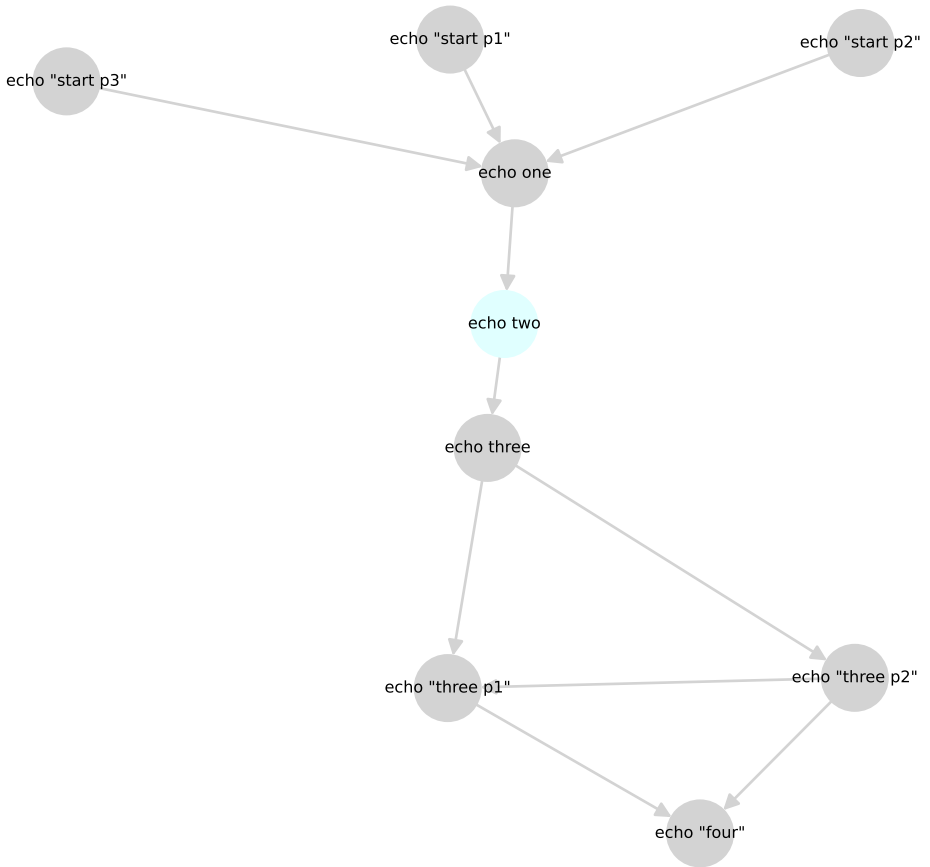 echo "start p1"
echo "start p2"
echo "start p3"
echo one
echo two
echo three
echo "three p1"
echo "three p2"
echo "four"